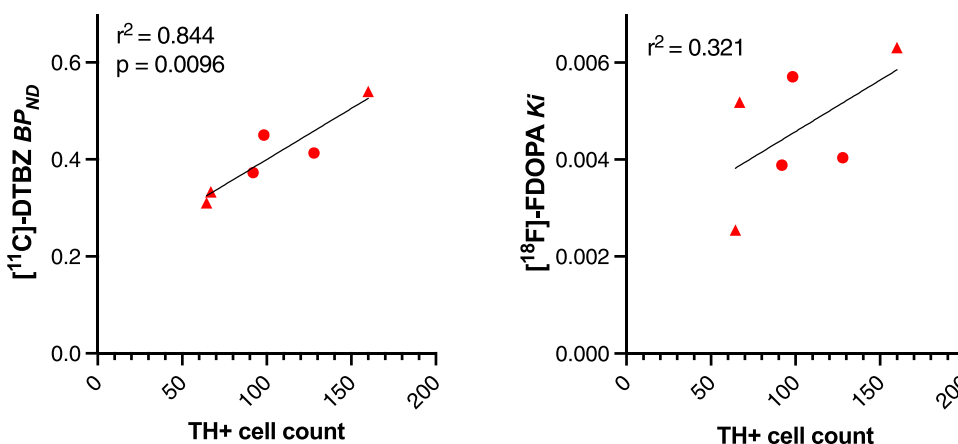 r² = 0.844
p = 0.0096
[¹¹C]-DTBZ BP_ND
0.6
0.4
0.2
0.0
0
50
100
150
200
TH+ cell count
r² = 0.321
[¹⁸F]-FDOPA Ki
0.006
0.004
0.002
0.000
0
50
100
150
200
TH+ cell count